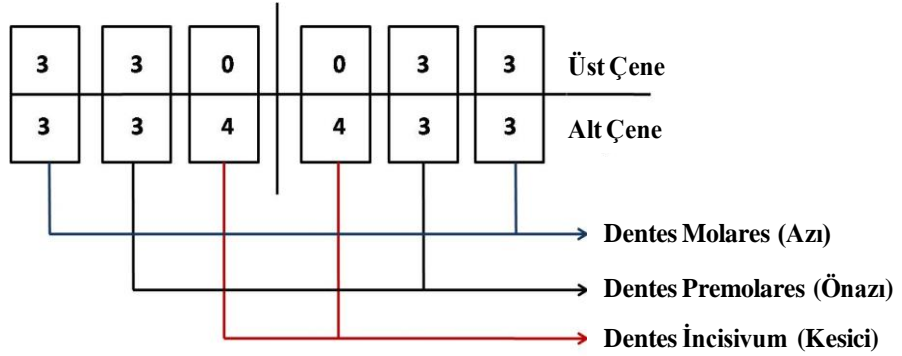 3 3 0 0 3 3 Üst Çene
3 3 4 4 3 3 Alt Çene
Dentes Molares (Azı)
Dentes Premolares (Önazı)
Dentes İncisivum (Kesici)